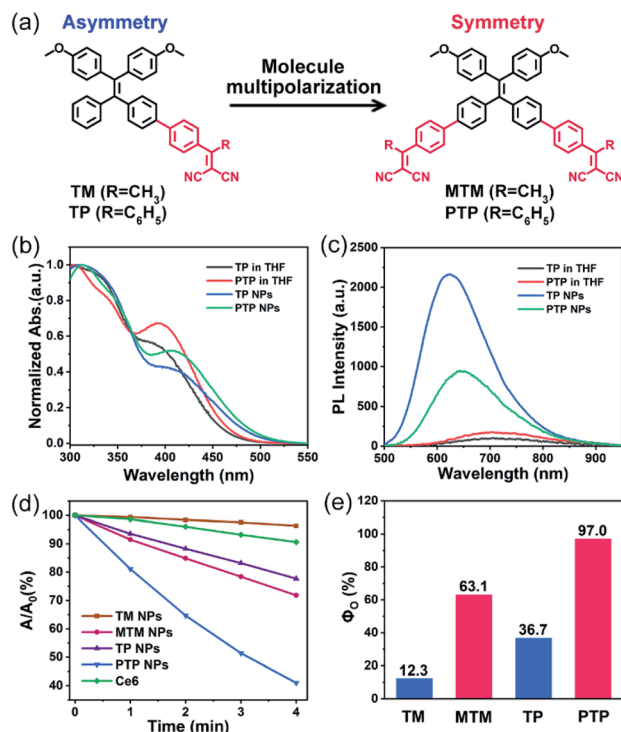 (a)
Asymmetry
Symmetry
Molecule
multipolarization
O
O
O
O
R
R
R
NC
CN
NC
CN
NC
CN
TM (R=CH₃)
TP (R=C₆H₅)
MTM (R=CH₃)
PTP (R=C₆H₅)
(b)
Normalized Abs.(a.u.)
1.0
0.8
0.6
0.4
0.2
0.0
TP in THF
PTP in THF
TP NPs
PTP NPs
300 350 400 450 500 550
Wavelength (nm)
(c)
PL Intensity (a.u.)
2500
2000
1500
1000
500
0
TP in THF
PTP in THF
TP NPs
PTP NPs
500 600 700 800 900
Wavelength (nm)
(d)
A/A₀(%)
100
90
80
70
60
50
40
TM NPs
MTM NPs
TP NPs
PTP NPs
Ce6
0 1 2 3 4
Time (min)
(e)
Φ_O (%)
120
100
80
60
40
20
0
12.3
63.1
36.7
97.0
TM MTM TP PTP